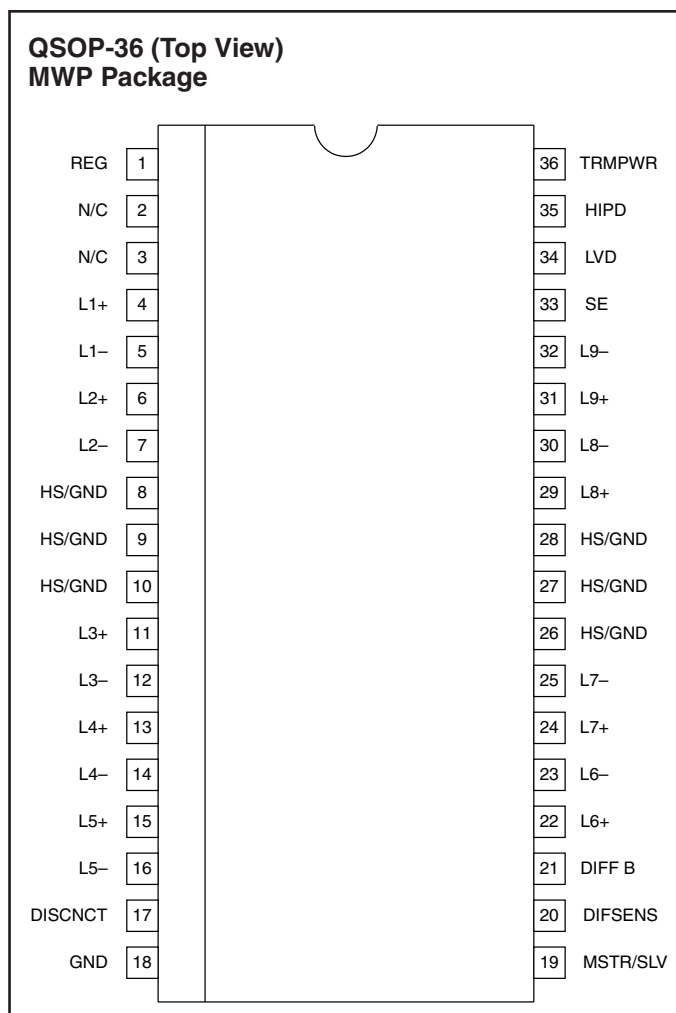 QSOP-36 (Top View)
MWP Package
REG 1 36 TRMPWR
N/C 2 35 HIPD
N/C 3 34 LVD
L1+ 4 33 SE
L1– 5 32 L9–
L2+ 6 31 L9+
L2– 7 30 L8–
HS/GND 8 29 L8+
HS/GND 9 28 HS/GND
HS/GND 10 27 HS/GND
L3+ 11 26 HS/GND
L3– 12 25 L7–
L4+ 13 24 L7+
L4– 14 23 L6–
L5+ 15 22 L6+
L5– 16 21 DIFF B
DISCNCT 17 20 DIFSENS
GND 18 19 MSTR/SLV